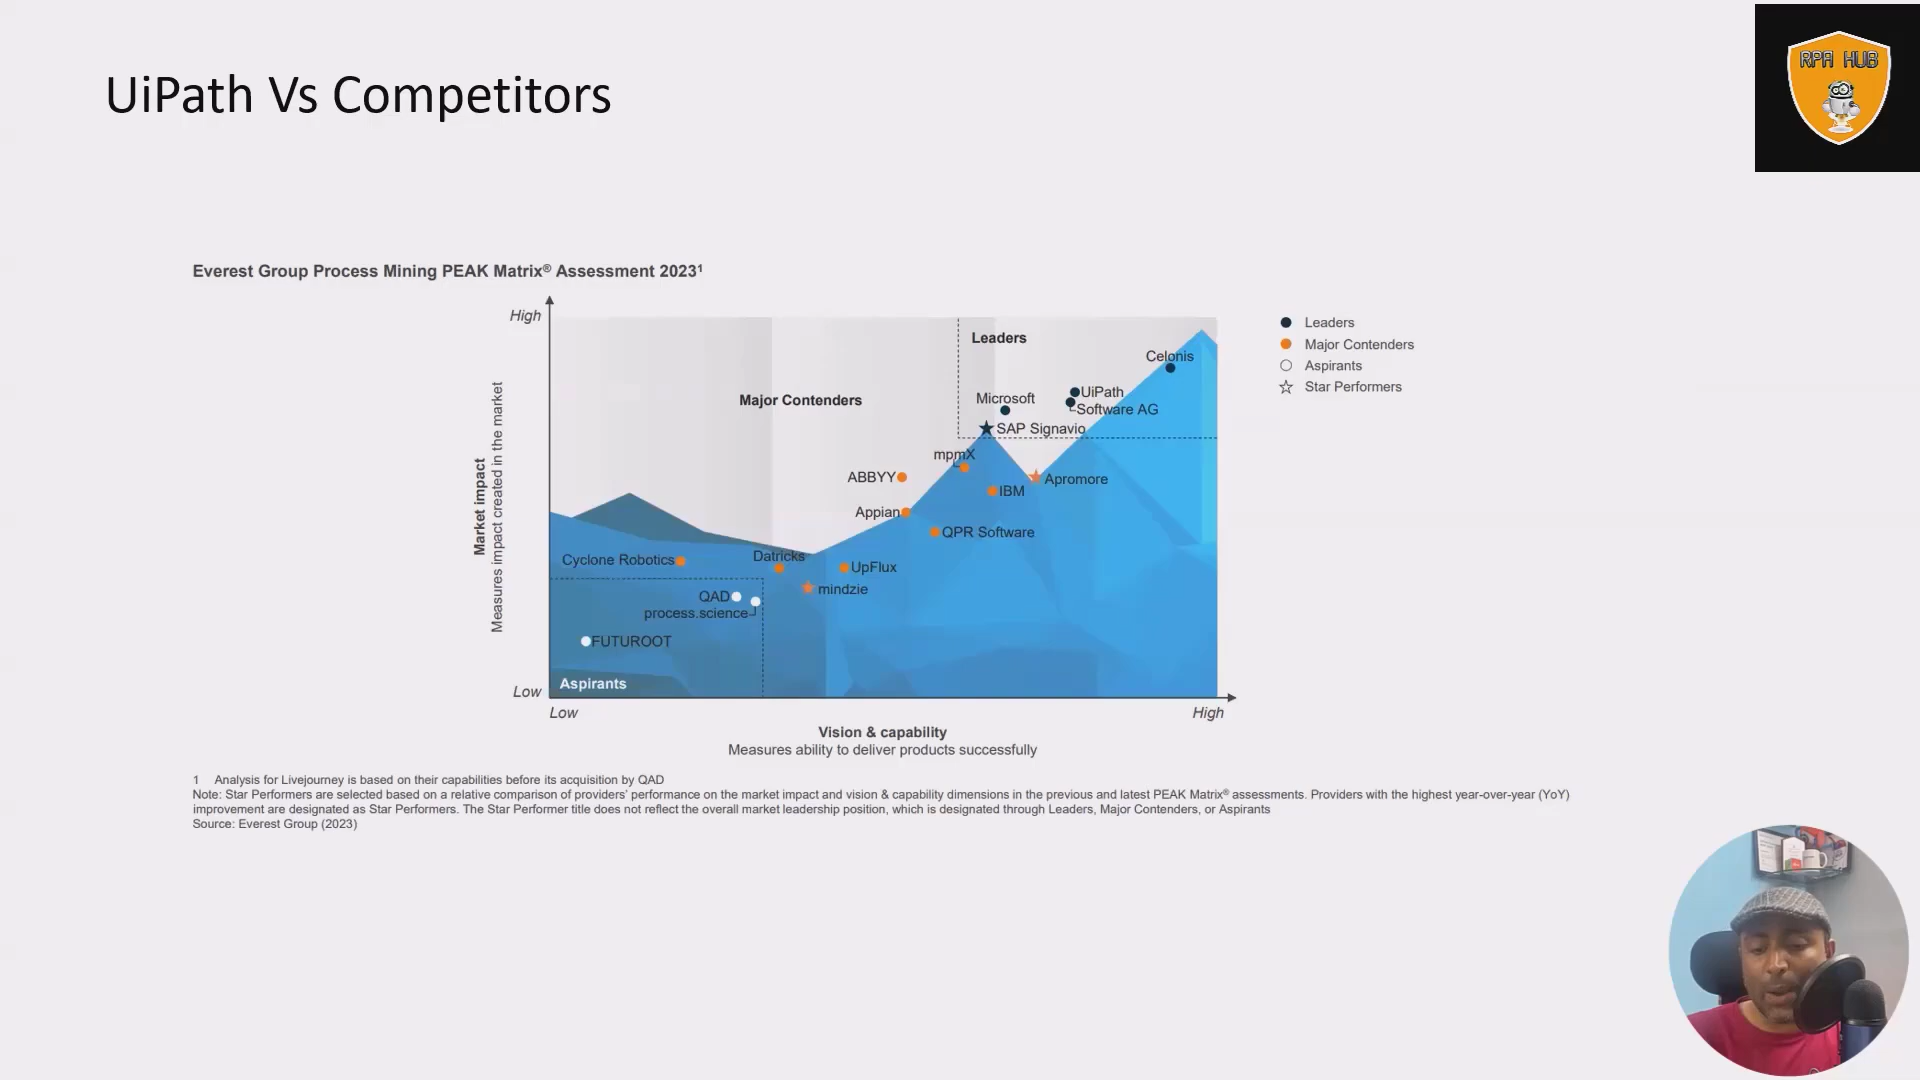 UiPath Vs Competitors
RPA HUB
Everest Group Process Mining PEAK Matrix® Assessment 2023¹
High
Leaders
Major Contenders
Aspirants
Star Performers
Leaders
Celonis
Major Contenders
UiPath
Microsoft
Software AG
SAP Signavio
mpmX
ABBYY
Apromore
IBM
Appian
QPR Software
Cyclone Robotics
Datricks
UpFlux
mindzie
QAD
process.science
FUTUROOT
Aspirants
Market impact
Measures impact created in the market
Low
Low
High
Vision & capability
Measures ability to deliver products successfully
1 Analysis for Livejourney is based on their capabilities before its acquisition by QAD
Note: Star Performers are selected based on a relative comparison of providers' performance on the market impact and vision & capability dimensions in the previous and latest PEAK Matrix® assessments. Providers with the highest year-over-year (YoY)
improvement are designated as Star Performers. The Star Performer title does not reflect the overall market leadership position, which is designated through Leaders, Major Contenders, or Aspirants
Source: Everest Group (2023)